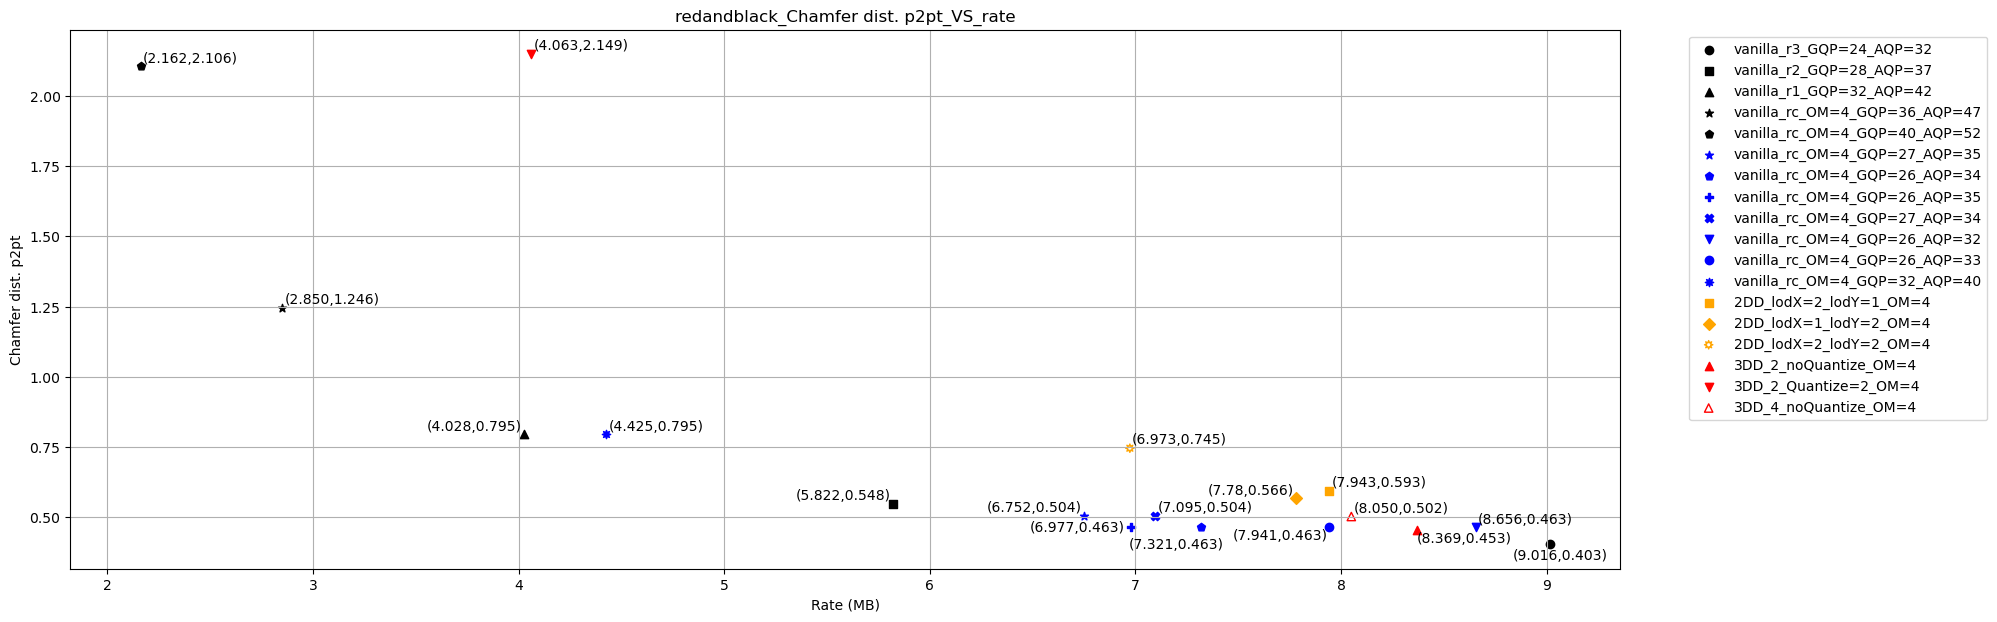 redandblack_Chamfer dist. p2pt_VS_rate
Chamfer dist. p2pt
2.00
1.75
1.50
1.25
1.00
0.75
0.50
(2.162,2.106)
(4.063,2.149)
(2.850,1.246)
(4.028,0.795)
(4.425,0.795)
(6.973,0.745)
(5.822,0.548)
(7.78,0.566)
(7.943,0.593)
(6.752,0.504)
(7.095,0.504)
(8.050,0.502)
(6.977,0.463)
(8.656,0.463)
(7.941,0.463)
(8.369,0.453)
(7.321,0.463)
(9.016,0.403)
2
3
4
5
6
7
8
9
Rate (MB)
vanilla_r3_GQP=24_AQP=32
vanilla_r2_GQP=28_AQP=37
vanilla_r1_GQP=32_AQP=42
vanilla_rc_OM=4_GQP=36_AQP=47
vanilla_rc_OM=4_GQP=40_AQP=52
vanilla_rc_OM=4_GQP=27_AQP=35
vanilla_rc_OM=4_GQP=26_AQP=34
vanilla_rc_OM=4_GQP=26_AQP=35
vanilla_rc_OM=4_GQP=27_AQP=34
vanilla_rc_OM=4_GQP=26_AQP=32
vanilla_rc_OM=4_GQP=26_AQP=33
vanilla_rc_OM=4_GQP=32_AQP=40
2DD_lodX=2_lodY=1_OM=4
2DD_lodX=1_lodY=2_OM=4
2DD_lodX=2_lodY=2_OM=4
3DD_2_noQuantize_OM=4
3DD_2_Quantize=2_OM=4
3DD_4_noQuantize_OM=4